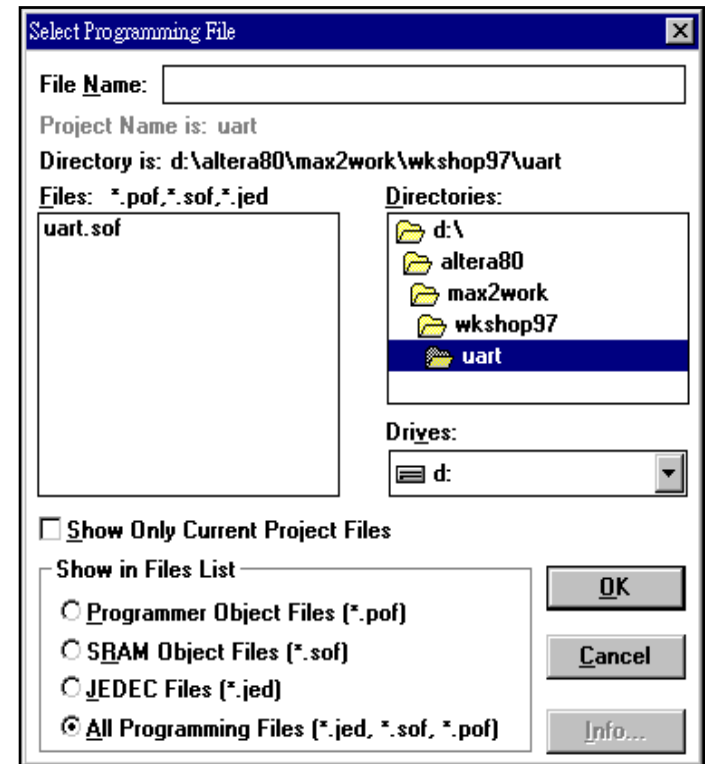 Select Programming File
File Name:
Project Name is: uart
Directory is: d:\altera80\max2work\wkshop97\uart
Files: *.pof,*.sof,*.jed
uart.sof
Directories:
d:\
altera80
max2work
wkshop97
uart
Drives:
d:
Show Only Current Project Files
Show in Files List
Programmer Object Files (*.pof)
SRAM Object Files (*.sof)
JEDEC Files (*.jed)
All Programming Files (*.jed, *.sof, *.pof)
OK
Cancel
Info...